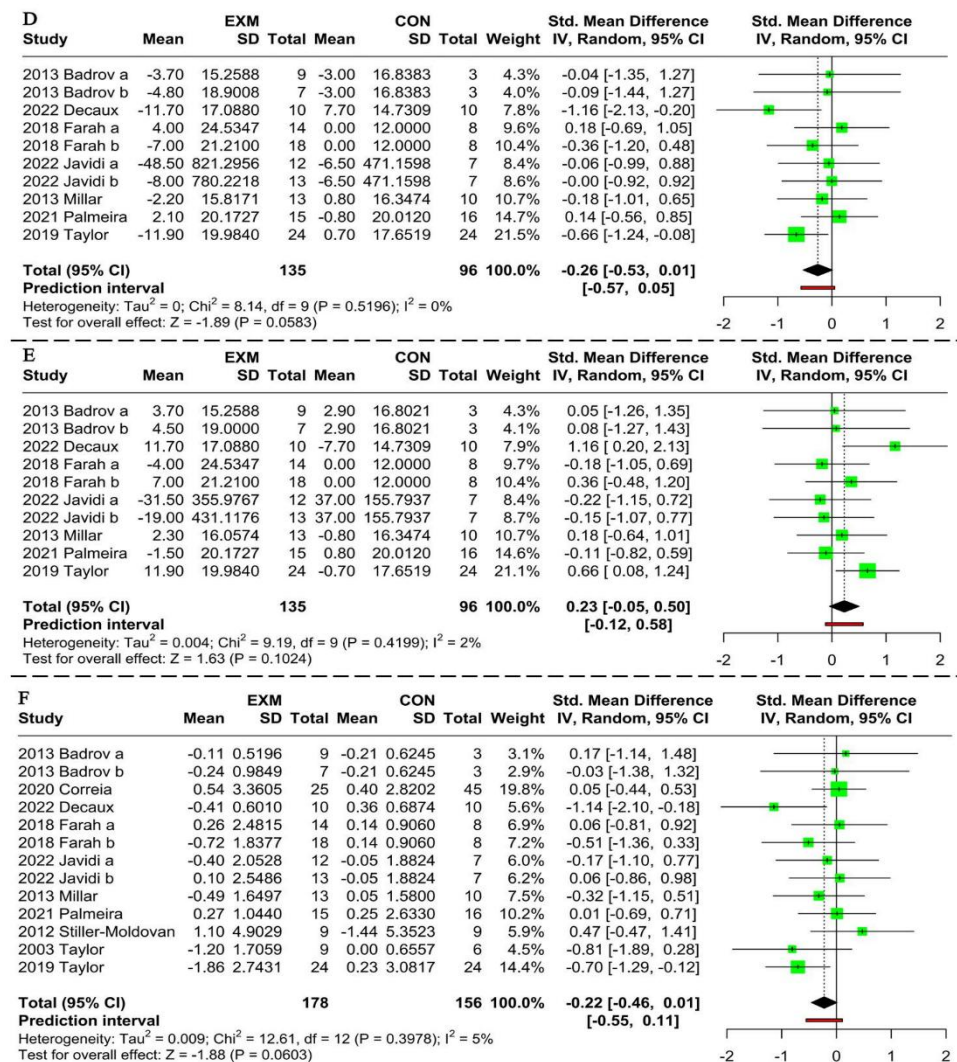 D EXM CON Std. Mean Difference Std. Mean Difference
Study Mean SD Total Mean SD Total Weight IV, Random, 95% CI IV, Random, 95% CI
2013 Badrov a -3.70 15.2588 9 -3.00 16.8383 3 4.3% -0.04 [-1.35, 1.27]
2013 Badrov b -4.80 18.9008 7 -3.00 16.8383 3 4.0% -0.09 [-1.44, 1.27]
2022 Decaux -11.70 17.0880 10 7.70 14.7309 10 7.8% -1.16 [-2.13, -0.20]
2018 Farah a 4.00 24.5347 14 0.00 12.0000 8 9.6% 0.18 [-0.69, 1.05]
2018 Farah b -7.00 21.2100 18 0.00 12.0000 8 10.4% -0.36 [-1.20, 0.48]
2022 Javidi a -48.50 821.2956 12 -6.50 471.1598 7 8.4% -0.06 [-0.99, 0.88]
2022 Javidi b -8.00 780.2218 13 -6.50 471.1598 7 8.6% -0.00 [-0.92, 0.92]
2013 Millar -2.20 15.8171 13 0.80 16.3474 10 10.7% -0.18 [-1.01, 0.65]
2021 Palmeira 2.10 20.1727 15 -0.80 20.0120 16 14.7% 0.14 [-0.56, 0.85]
2019 Taylor -11.90 19.9840 24 0.70 17.6519 24 21.5% -0.66 [-1.24, -0.08]
Total (95% CI) 135 96 100.0% -0.26 [-0.53, 0.01]
Prediction interval [-0.57, 0.05]
Heterogeneity: Tau² = 0; Chi² = 8.14, df = 9 (P = 0.5196); I² = 0%
Test for overall effect: Z = -1.89 (P = 0.0583)
-2 -1 0 1 2
E EXM CON Std. Mean Difference Std. Mean Difference
Study Mean SD Total Mean SD Total Weight IV, Random, 95% CI IV, Random, 95% CI
2013 Badrov a 3.70 15.2588 9 2.90 16.8021 3 4.3% 0.05 [-1.26, 1.35]
2013 Badrov b 4.50 19.0000 7 2.90 16.8021 3 4.1% 0.08 [-1.27, 1.43]
2022 Decaux 11.70 17.0880 10 -7.70 14.7309 10 7.9% 1.16 [0.20, 2.13]
2018 Farah a -4.00 24.5347 14 0.00 12.0000 8 9.7% -0.18 [-1.05, 0.69]
2018 Farah b 7.00 21.2100 18 0.00 12.0000 8 10.4% 0.36 [-0.48, 1.20]
2022 Javidi a -31.50 355.9767 12 37.00 155.7937 7 8.4% -0.22 [-1.15, 0.72]
2022 Javidi b -19.00 431.1176 13 37.00 155.7937 7 8.7% -0.15 [-1.07, 0.77]
2013 Millar 2.30 16.0574 13 -0.80 16.3474 10 10.7% 0.18 [-0.64, 1.01]
2021 Palmeira -1.50 20.1727 15 0.80 20.0120 16 14.6% -0.11 [-0.82, 0.59]
2019 Taylor 11.90 19.9840 24 -0.70 17.6519 24 21.1% 0.66 [0.08, 1.24]
Total (95% CI) 135 96 100.0% 0.23 [-0.05, 0.50]
Prediction interval [-0.12, 0.58]
Heterogeneity: Tau² = 0.004; Chi² = 9.19, df = 9 (P = 0.4199); I² = 2%
Test for overall effect: Z = 1.63 (P = 0.1024)
-2 -1 0 1 2
F EXM CON Std. Mean Difference Std. Mean Difference
Study Mean SD Total Mean SD Total Weight IV, Random, 95% CI IV, Random, 95% CI
2013 Badrov a -0.11 0.5196 9 -0.21 0.6245 3 3.1% 0.17 [-1.14, 1.48]
2013 Badrov b -0.24 0.9849 7 -0.21 0.6245 3 2.9% -0.03 [-1.38, 1.32]
2020 Correia 0.54 3.3605 25 0.40 2.8202 45 19.8% 0.05 [-0.44, 0.53]
2022 Decaux -0.41 0.6010 10 0.36 0.6874 10 5.6% -1.14 [-2.10, -0.18]
2018 Farah a 0.26 2.4815 14 0.14 0.9060 8 6.9% 0.06 [-0.81, 0.92]
2018 Farah b -0.72 1.8377 18 0.14 0.9060 8 7.2% -0.51 [-1.36, 0.33]
2022 Javidi a -0.40 2.0528 12 -0.05 1.8824 7 6.0% -0.17 [-1.10, 0.77]
2022 Javidi b 0.10 2.5486 13 -0.05 1.8824 7 6.2% 0.06 [-0.86, 0.98]
2013 Millar -0.49 1.6497 13 0.05 1.5800 10 7.5% -0.32 [-1.15, 0.51]
2021 Palmeira 0.27 1.0440 15 0.25 2.6330 16 10.2% 0.01 [-0.69, 0.71]
2012 Stiller-Moldovan 1.10 4.9029 9 -1.44 5.3523 9 6.0% 0.47 [-0.47, 1.41]
2003 Taylor -1.20 1.7059 9 0.00 0.6557 6 4.5% -0.81 [-1.89, 0.28]
2019 Taylor -1.86 2.7431 24 0.23 3.0817 24 14.4% -0.70 [-1.29, -0.12]
Total (95% CI) 178 156 100.0% -0.22 [-0.46, 0.01]
Prediction interval [-0.55, 0.11]
Heterogeneity: Tau² = 0.009; Chi² = 12.61, df = 12 (P = 0.3978); I² = 5%
Test for overall effect: Z = -1.88 (P = 0.0603)
-2 -1 0 1 2